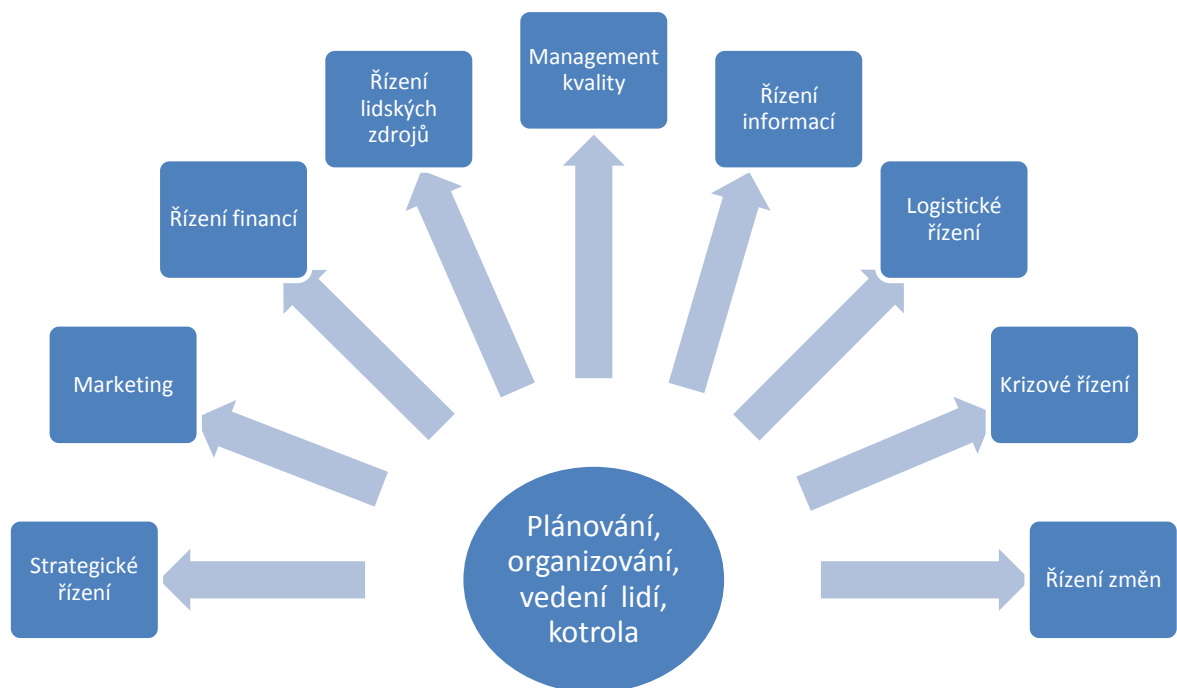 Management
kvality
Řízení
lidských
zdrojů
Řízení
informací
Řízení financí
Logistické
řízení
Marketing
Krizové řízení
Strategické
řízení
Plánování,
organizování,
vedení  lidí,
kotrola
Řízení změn